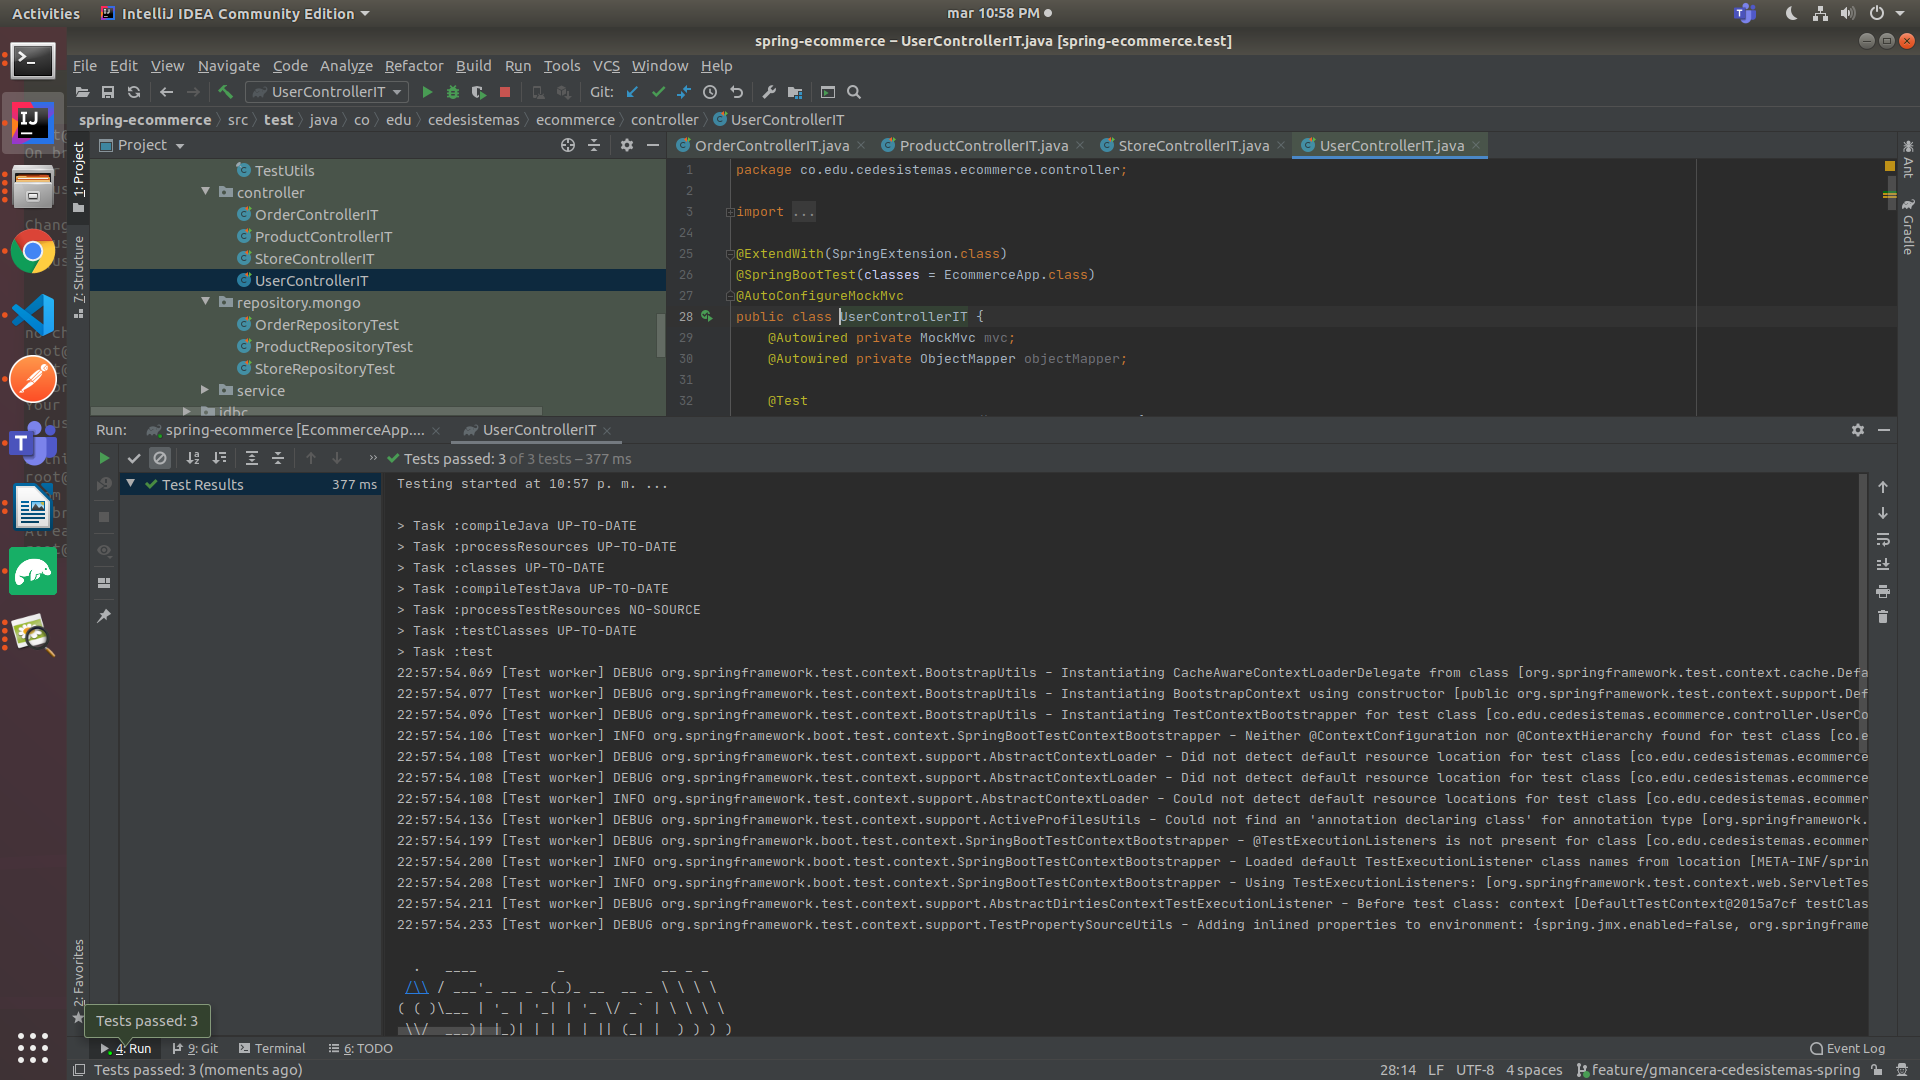 Activities
IntelliJ IDEA Community Edition
mar 10:58 PM
spring-ecommerce – UserControllerIT.java [spring-ecommerce.test]
File Edit View Navigate Code Analyze Refactor Build Run Tools VCS Window Help
UserControllerIT
Git:
spring-ecommerce src test java co edu cedesistemas ecommerce controller UserControllerIT
1: Project
7: Structure
2: Favorites
Project
TestUtils
controller
OrderControllerIT
ProductControllerIT
StoreControllerIT
UserControllerIT
repository.mongo
OrderRepositoryTest
ProductRepositoryTest
StoreRepositoryTest
service
jdbc
OrderControllerIT.java
ProductControllerIT.java
StoreControllerIT.java
UserControllerIT.java
1 package co.edu.cedesistemas.ecommerce.controller;
2
3 import ...
24
25 @ExtendWith(SpringExtension.class)
26 @SpringBootTest(classes = EcommerceApp.class)
27 @AutoConfigureMockMvc
28 public class UserControllerIT {
29 @Autowired private MockMvc mvc;
30 @Autowired private ObjectMapper objectMapper;
31
32 @Test
Ant
Gradle
Run:
spring-ecommerce [EcommerceApp....
UserControllerIT
Tests passed: 3 of 3 tests – 377 ms
Test Results 377 ms
Testing started at 10:57 p. m. ...
> Task :compileJava UP-TO-DATE
> Task :processResources UP-TO-DATE
> Task :classes UP-TO-DATE
> Task :compileTestJava UP-TO-DATE
> Task :processTestResources NO-SOURCE
> Task :testClasses UP-TO-DATE
> Task :test
22:57:54.069 [Test worker] DEBUG org.springframework.test.context.BootstrapUtils - Instantiating CacheAwareContextLoaderDelegate from class [org.springframework.test.context.cache.Defa
22:57:54.077 [Test worker] DEBUG org.springframework.test.context.BootstrapUtils - Instantiating BootstrapContext using constructor [public org.springframework.test.context.support.Def
22:57:54.096 [Test worker] DEBUG org.springframework.test.context.BootstrapUtils - Instantiating TestContextBootstrapper for test class [co.edu.cedesistemas.ecommerce.controller.UserCo
22:57:54.106 [Test worker] INFO org.springframework.boot.test.context.SpringBootTestContextBootstrapper - Neither @ContextConfiguration nor @ContextHierarchy found for test class [co.e
22:57:54.108 [Test worker] DEBUG org.springframework.test.context.support.AbstractContextLoader - Did not detect default resource location for test class [co.edu.cedesistemas.ecommerce
22:57:54.108 [Test worker] DEBUG org.springframework.test.context.support.AbstractContextLoader - Did not detect default resource location for test class [co.edu.cedesistemas.ecommerce
22:57:54.108 [Test worker] INFO org.springframework.test.context.support.AbstractContextLoader - Could not detect default resource locations for test class [co.edu.cedesistemas.ecommer
22:57:54.136 [Test worker] DEBUG org.springframework.test.context.support.ActiveProfilesUtils - Could not find an 'annotation declaring class' for annotation type [org.springframework.
22:57:54.199 [Test worker] DEBUG org.springframework.boot.test.context.SpringBootTestContextBootstrapper - @TestExecutionListeners is not present for class [co.edu.cedesistemas.ecommer
22:57:54.200 [Test worker] INFO org.springframework.boot.test.context.SpringBootTestContextBootstrapper - Loaded default TestExecutionListener class names from location [META-INF/sprin
22:57:54.208 [Test worker] INFO org.springframework.boot.test.context.SpringBootTestContextBootstrapper - Using TestExecutionListeners: [org.springframework.test.context.web.ServletTes
22:57:54.211 [Test worker] DEBUG org.springframework.test.context.support.AbstractDirtiesContextTestExecutionListener - Before test class: context [DefaultTestContext@2015a7cf testClas
22:57:54.233 [Test worker] DEBUG org.springframework.test.context.support.TestPropertySourceUtils - Adding inlined properties to environment: {spring.jmx.enabled=false, org.springframe
Tests passed: 3
4: Run
9: Git
Terminal
6: TODO
Event Log
Tests passed: 3 (moments ago)
28:14 LF UTF-8 4 spaces feature/gmancera-cedesistemas-spring